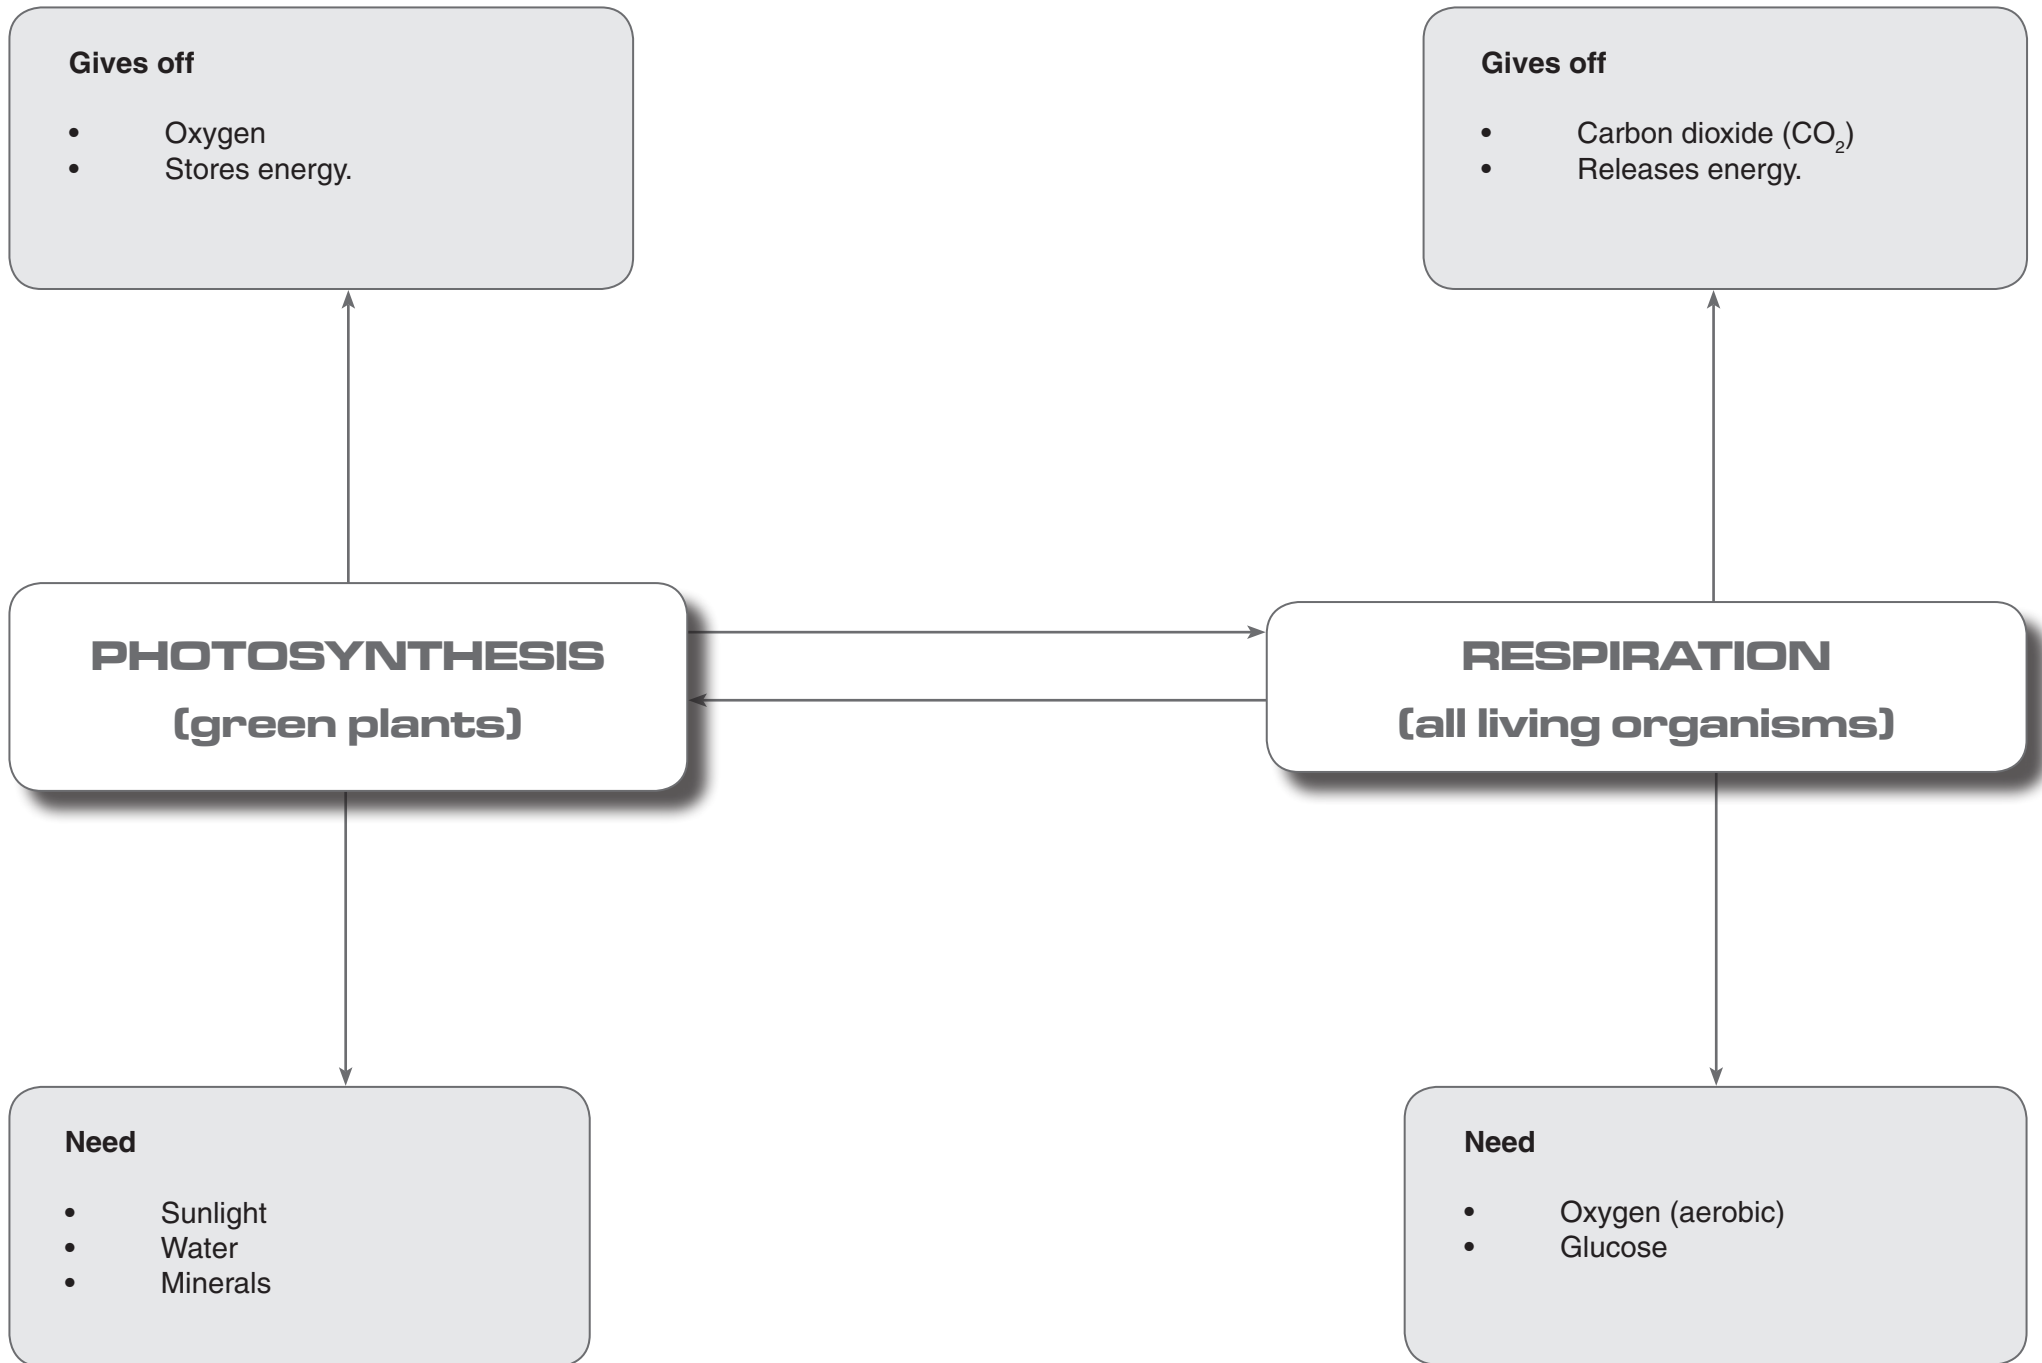 Gives off
• Oxygen
• Stores energy.
Gives off
• Carbon dioxide (CO₂)
• Releases energy.
PHOTOSYNTHESIS
(green plants)
RESPIRATION
(all living organisms)
Need
• Sunlight
• Water
• Minerals
Need
• Oxygen (aerobic)
• Glucose